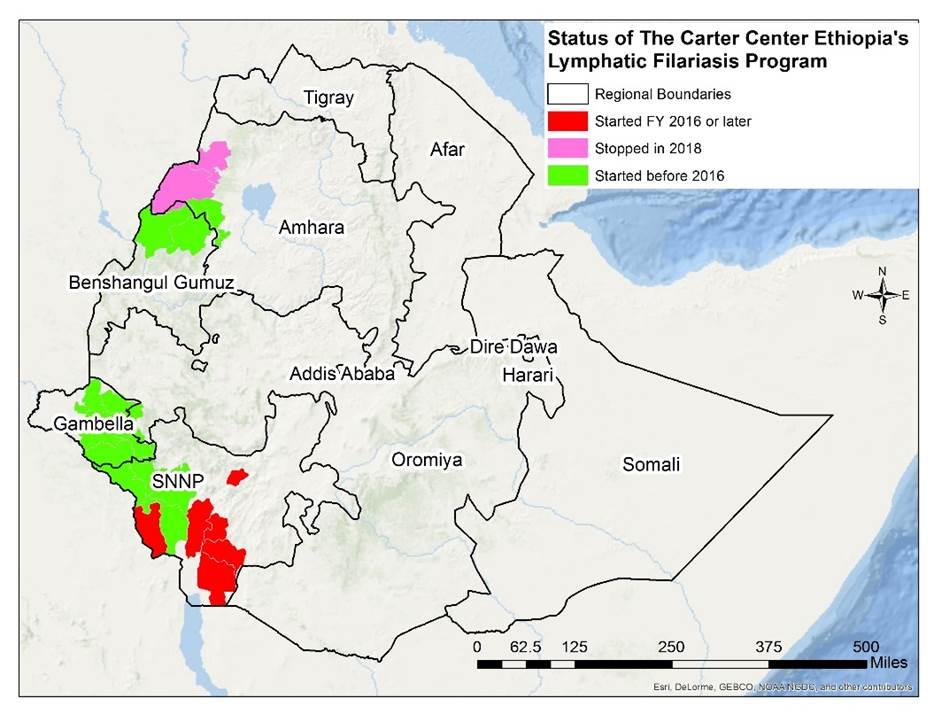 Status of The Carter Center Ethiopia's
Lymphatic Filariasis Program
Regional Boundaries
Started FY 2016 or later
Stopped in 2018
Started before 2016
Tigray
Afar
Amhara
Benshangul Gumuz
N
W E
S
Dire Dawa
Addis Ababa
Harari
Gambella
Oromiya
Somali
SNNP
0 62.5 125 250 375 500
Miles
Esri, DeLorme, GEBCO, NOAA NGDC, and other contributors